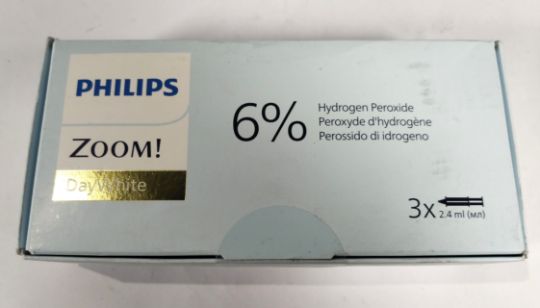 PHILIPS
ZOOM!
DayWhite
6%
Hydrogen Peroxide
Peroxyde d'hydrogène
Perossido di idrogeno
3x
2.4 ml (мл)